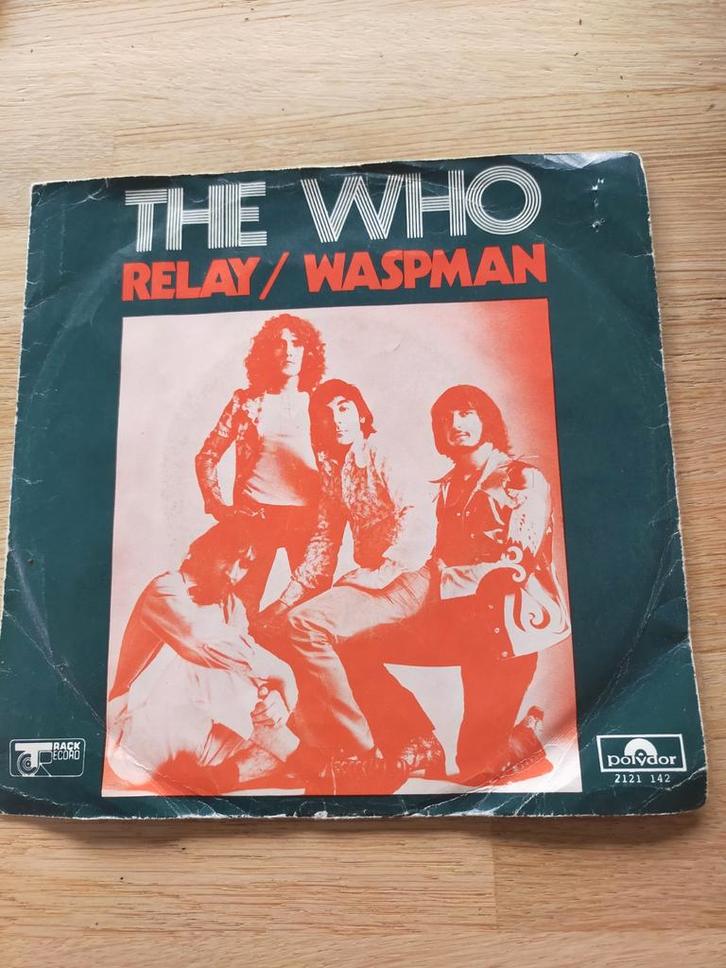 THE WHO
RELAY / WASPMAN
TRACK
RECORD
polydor
2121 142